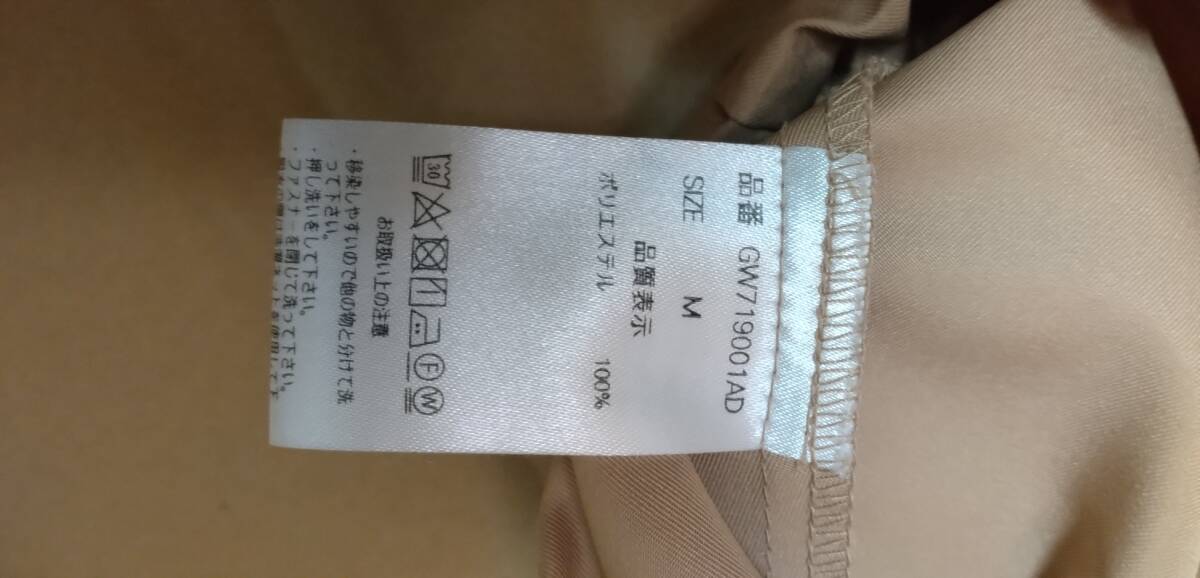 品番 GW719001AD
SIZE M
品質表示
ポリエステル 100%
30
F W
お取扱い上の注意
・移染しやすいので他の物と分けて洗
って下さい。
・押し洗いをして下さい。
・ファスナーを閉じて洗って下さい。